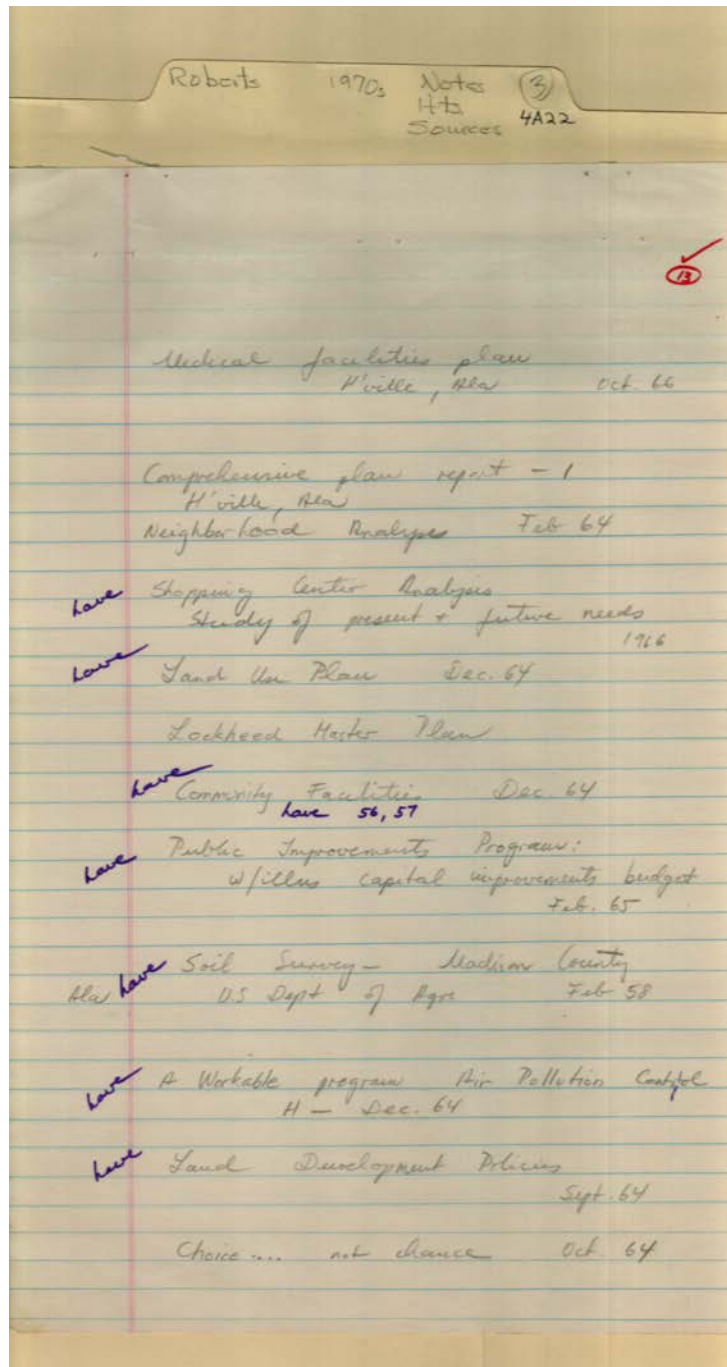 Roberts 1970s Notes 3
Hts 4A22
Sources
13
Medical facilities plan
H'ville, Ala Oct. 66
Comprehensive plan report - 1
H'ville, Ala
Neighborhood Analyses Feb 64
have Shopping Center Analysis
Study of present + future needs
1966
have Land Use Plan Dec. 64
Lockheed Master Plan
have Community Facilities Dec 64
have 56, 57
have Public Improvements Program:
w/illus capital improvements budget
Feb. 65
have Soil Survey - Madison County
Ala U.S Dept of Agre Feb 58
have A Workable program Air Pollution Control
H - Dec. 64
have Land Development Policies
Sept. 64
Choice .... not chance Oct 64